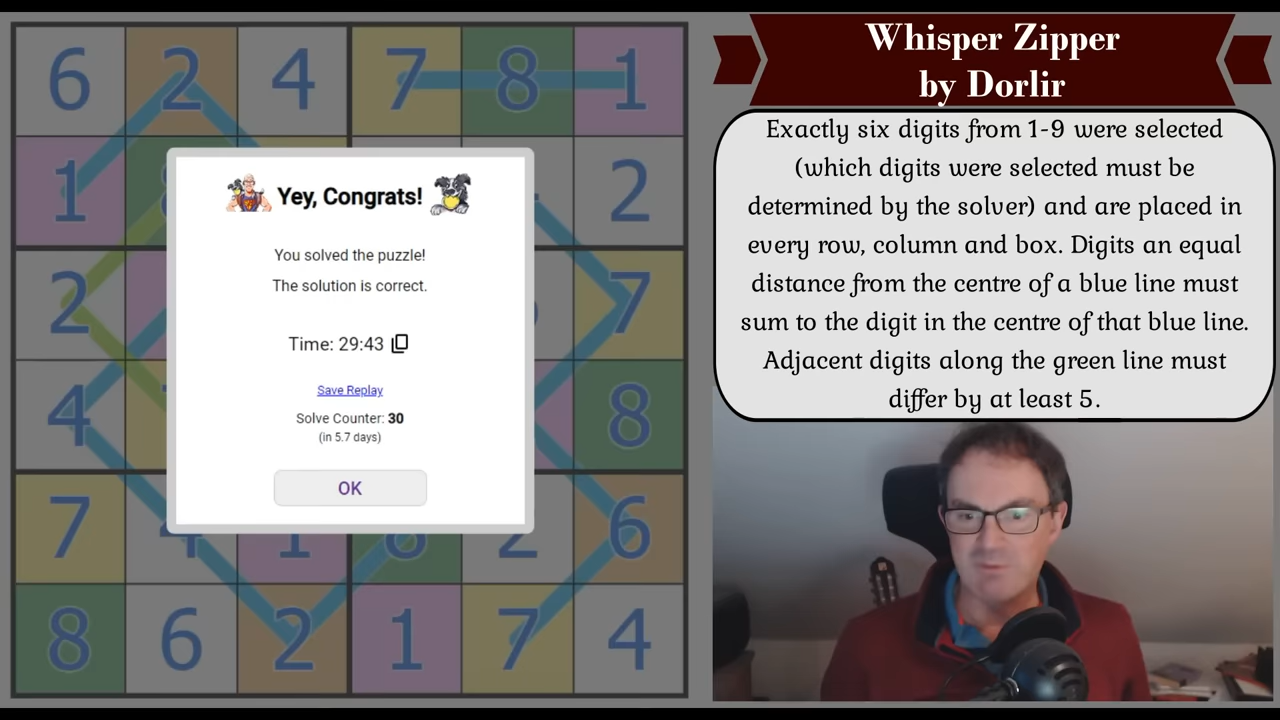 Whisper Zipper
by Dorlir
Exactly six digits from 1-9 were selected
(which digits were selected must be
determined by the solver) and are placed in
every row, column and box. Digits an equal
distance from the centre of a blue line must
sum to the digit in the centre of that blue line.
Adjacent digits along the green line must
differ by at least 5.
6 2 4 7 8 1
1 2
2 7
4 8
7 4 1 8 2 6
8 6 2 1 7 4
Yey, Congrats!
You solved the puzzle!
The solution is correct.
Time: 29:43
Save Replay
Solve Counter: 30
(in 5.7 days)
OK